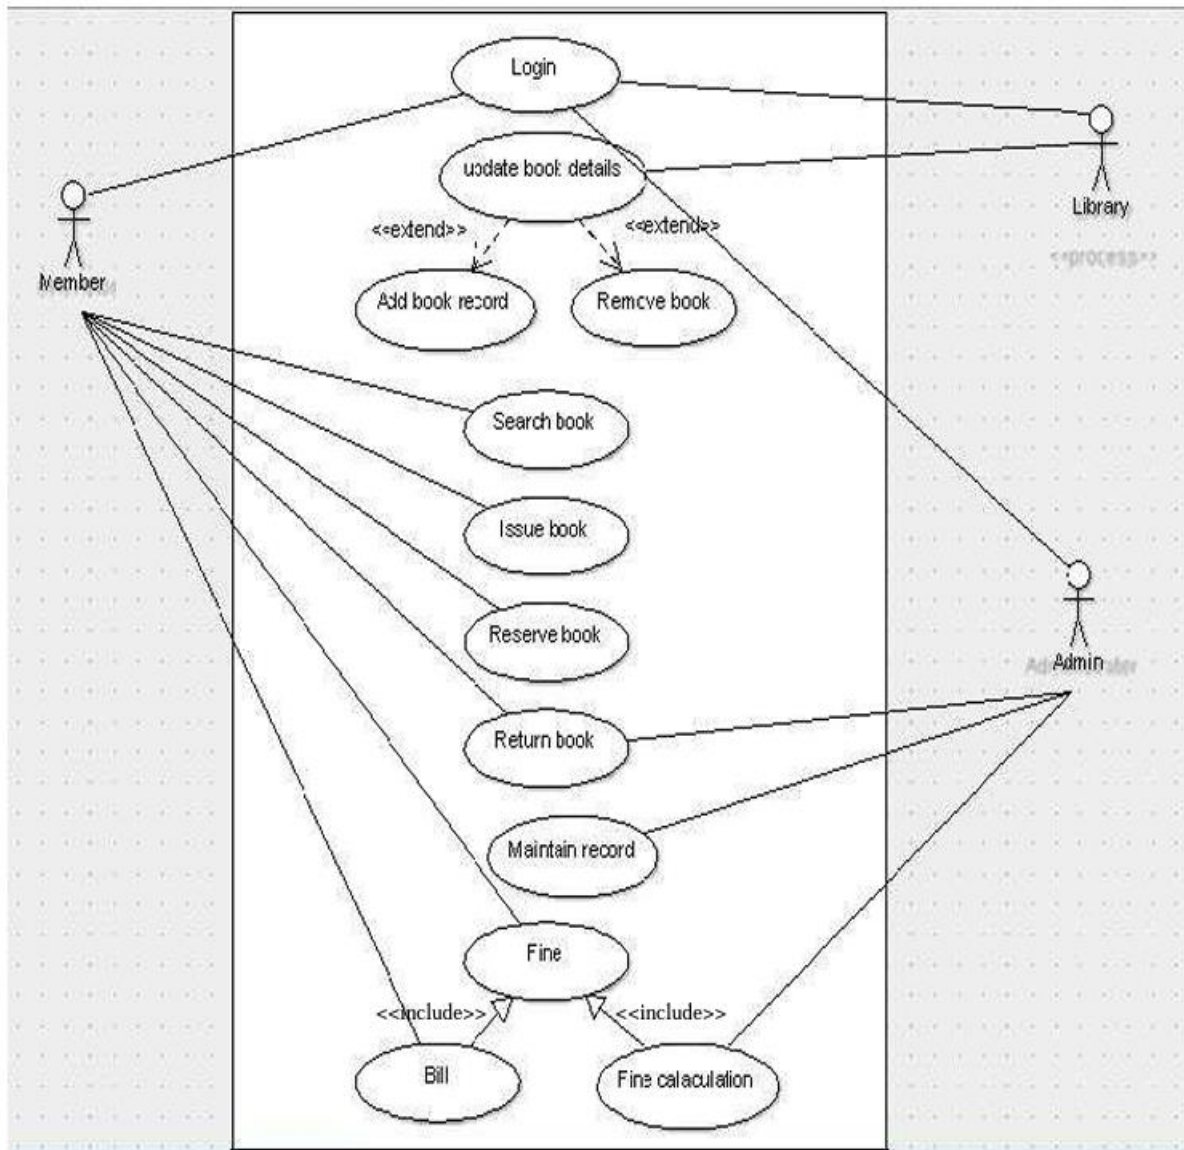 Login
update book details
<<extend>>
<<extend>>
Library
<<process>>
Member
Add book record
Remove book
Search book
Issue book
Reserve book
Admin
Return book
Maintain record
Fine
<<include>>
<<include>>
Bill
Fine calaculation